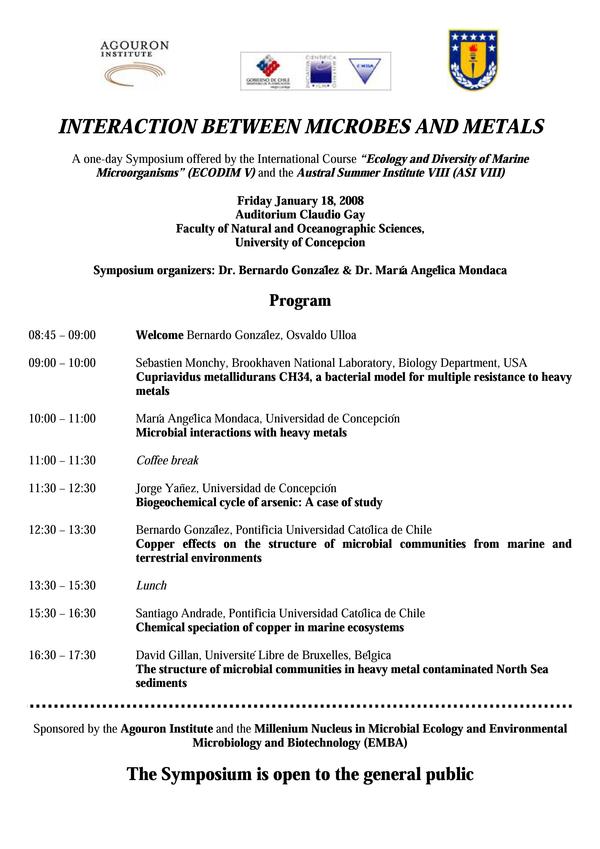 AGOURON
INSTITUTE
GOBIERNO DE CHILE
CIENTIFICA
EMBA
INTERACTION BETWEEN MICROBES AND METALS
A one-day Symposium offered by the International Course “Ecology and Diversity of Marine
Microorganisms” (ECODIM V) and the Austral Summer Institute VIII (ASI VIII)
Friday January 18, 2008
Auditorium Claudio Gay
Faculty of Natural and Oceanographic Sciences,
University of Concepcion
Symposium organizers: Dr. Bernardo González & Dr. María Angélica Mondaca
Program
08:45 – 09:00 Welcome Bernardo González, Osvaldo Ulloa
09:00 – 10:00 Sébastien Monchy, Brookhaven National Laboratory, Biology Department, USA
Cupriavidus metallidurans CH34, a bacterial model for multiple resistance to heavy
metals
10:00 – 11:00 María Angélica Mondaca, Universidad de Concepción
Microbial interactions with heavy metals
11:00 – 11:30 Coffee break
11:30 – 12:30 Jorge Yañez, Universidad de Concepción
Biogeochemical cycle of arsenic: A case of study
12:30 – 13:30 Bernardo González, Pontificia Universidad Católica de Chile
Copper effects on the structure of microbial communities from marine and
terrestrial environments
13:30 – 15:30 Lunch
15:30 – 16:30 Santiago Andrade, Pontificia Universidad Católica de Chile
Chemical speciation of copper in marine ecosystems
16:30 – 17:30 David Gillan, Université Libre de Bruxelles, Bélgica
The structure of microbial communities in heavy metal contaminated North Sea
sediments
Sponsored by the Agouron Institute and the Millenium Nucleus in Microbial Ecology and Environmental
Microbiology and Biotechnology (EMBA)
The Symposium is open to the general public